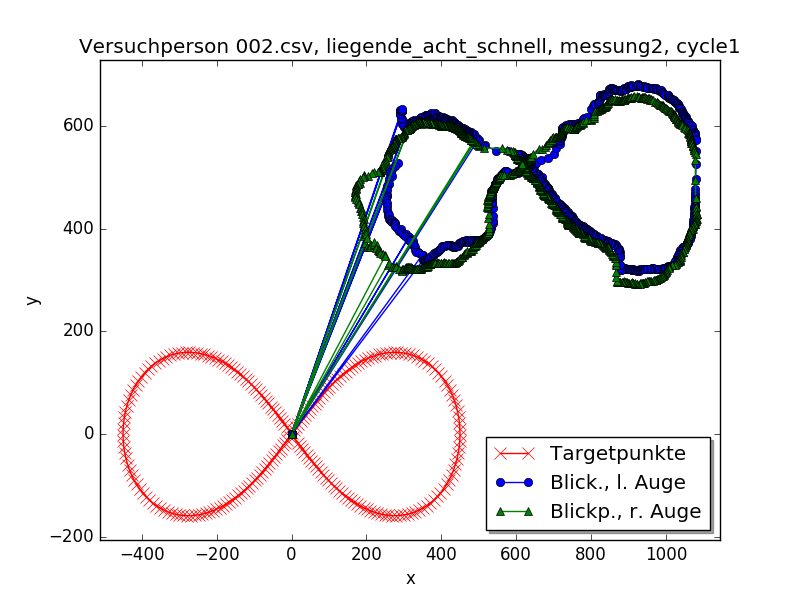 Versuchperson 002.csv, liegende_acht_schnell, messung2, cycle1
600
400
200
0
−200
y
−400
−200
0
200
400
600
800
1000
x
Targetpunkte
Blick., l. Auge
Blickp., r. Auge